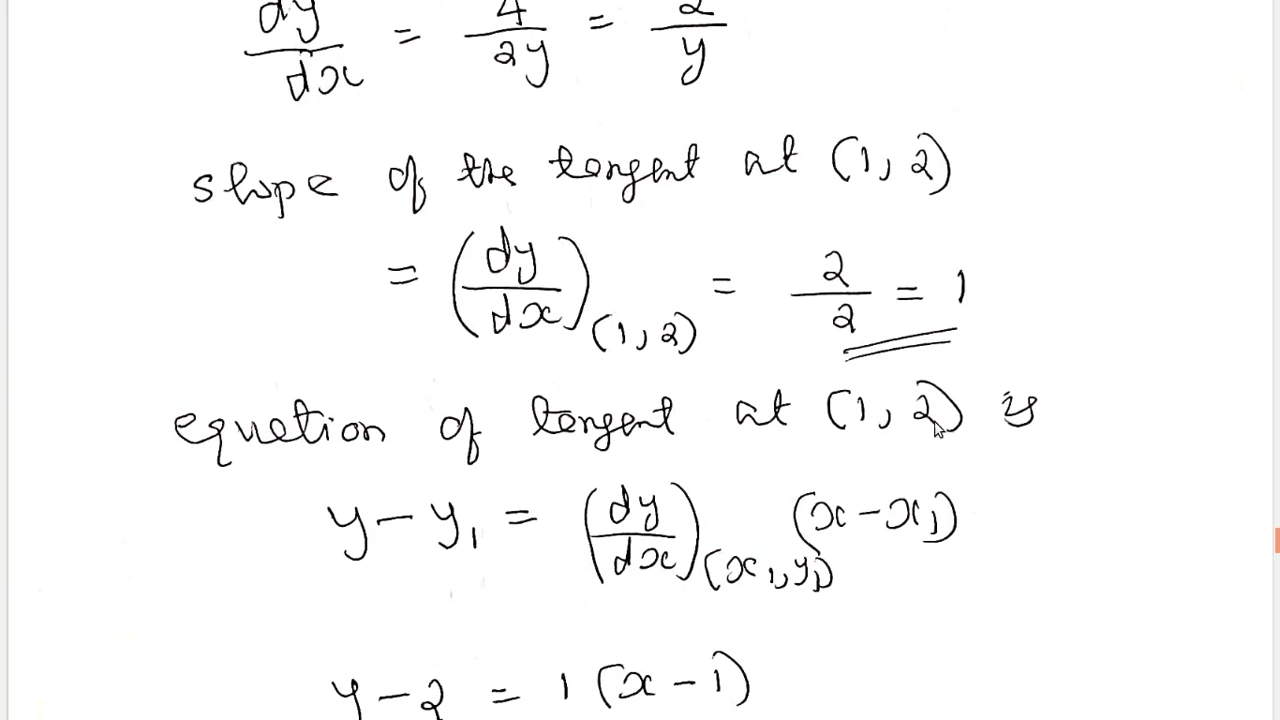 dy/dx = 4/2y = 2/y
slope of the tangent at (1, 2)
= (dy/dx)(1, 2) = 2/2 = 1
equation of tangent at (1, 2) is
y - y₁ = (dy/dx)(x₁, y₁) (x - x₁)
y - 2 = 1 (x - 1)